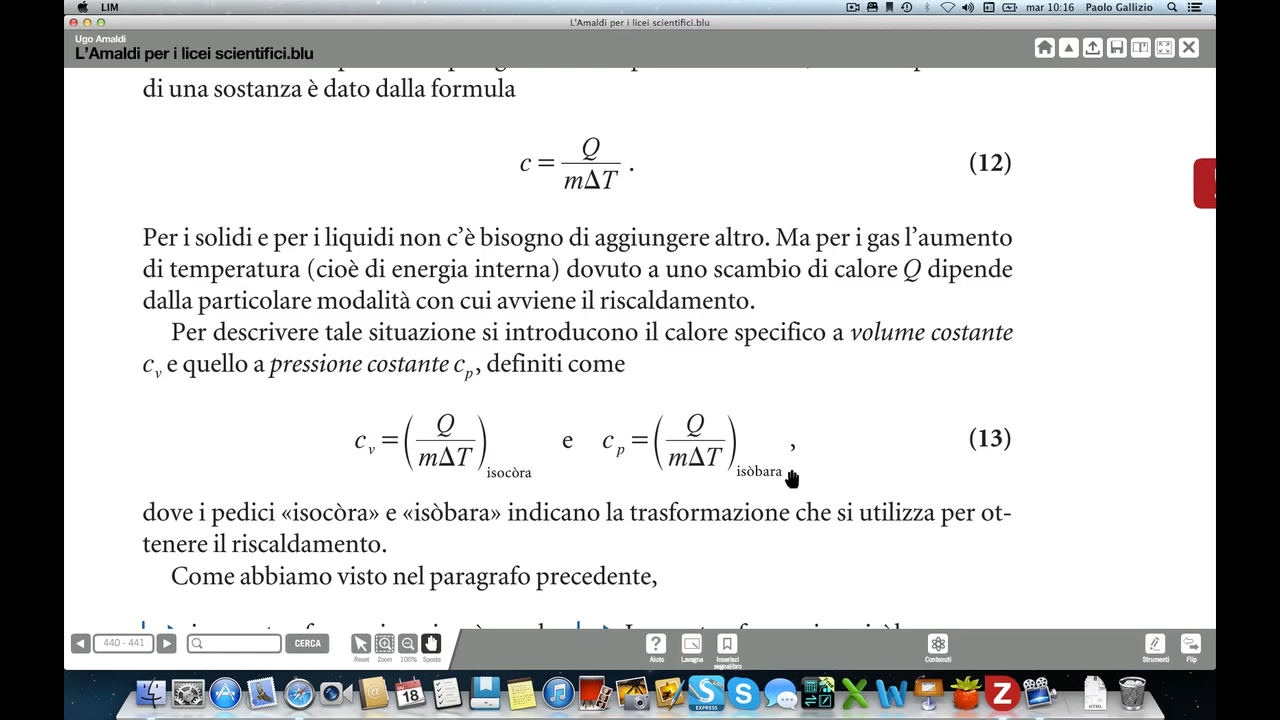 LIM
mar 10:16 Paolo Gallizio
L'Amaldi per i licei scientifici.blu
Ugo Amaldi
L'Amaldi per i licei scientifici.blu
di una sostanza è dato dalla formula
c = Q / mΔT . (12)
Per i solidi e per i liquidi non c'è bisogno di aggiungere altro. Ma per i gas l'aumento
di temperatura (cioè di energia interna) dovuto a uno scambio di calore Q dipende
dalla particolare modalità con cui avviene il riscaldamento.
Per descrivere tale situazione si introducono il calore specifico a volume costante
c_v e quello a pressione costante c_p, definiti come
c_v = (Q / mΔT)_isocòra e c_p = (Q / mΔT)_isòbara , (13)
dove i pedici «isocòra» e «isòbara» indicano la trasformazione che si utilizza per ot-
tenere il riscaldamento.
Come abbiamo visto nel paragrafo precedente,
440 - 441 CERCA Reset Zoom 100% Sposta Aiuto Lavagna Inserisci segnalibro Contenuti Strumenti Flip
AGO 18 S EXPRESS S X W Z HTML